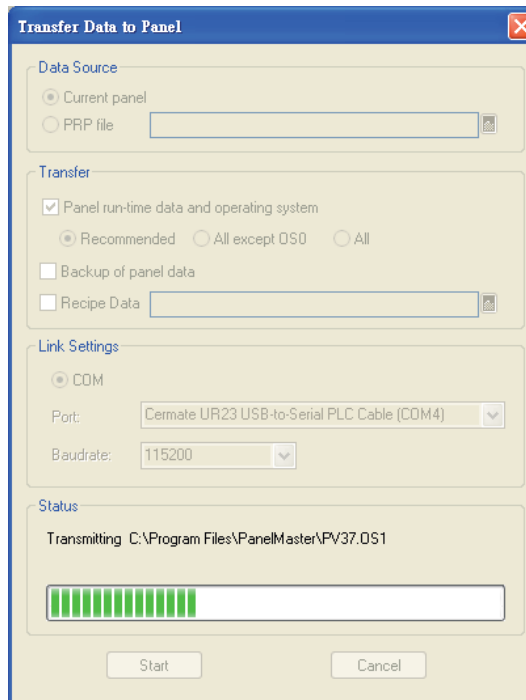 Transfer Data to Panel
Data Source
Current panel
PRP file
Transfer
Panel run-time data and operating system
Recommended All except OS0 All
Backup of panel data
Recipe Data
Link Settings
COM
Port: Cermate UR23 USB-to-Serial PLC Cable (COM4)
Baudrate: 115200
Status
Transmitting C:\Program Files\PanelMaster\PV37.OS1
Start Cancel